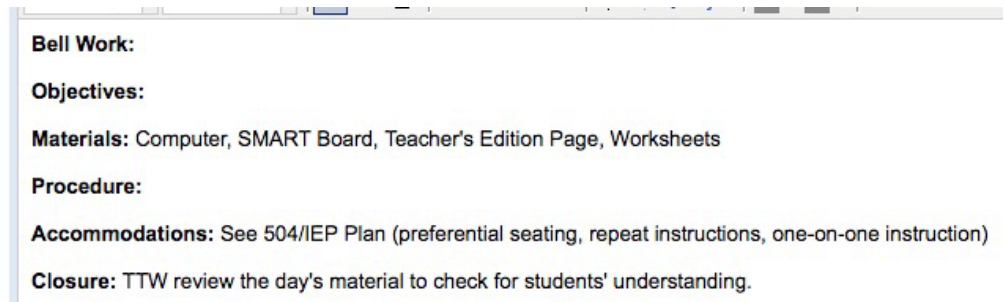 Bell Work:
Objectives:
Materials: Computer, SMART Board, Teacher's Edition Page, Worksheets
Procedure:
Accommodations: See 504/IEP Plan (preferential seating, repeat instructions, one-on-one instruction)
Closure: TTW review the day's material to check for students' understanding.